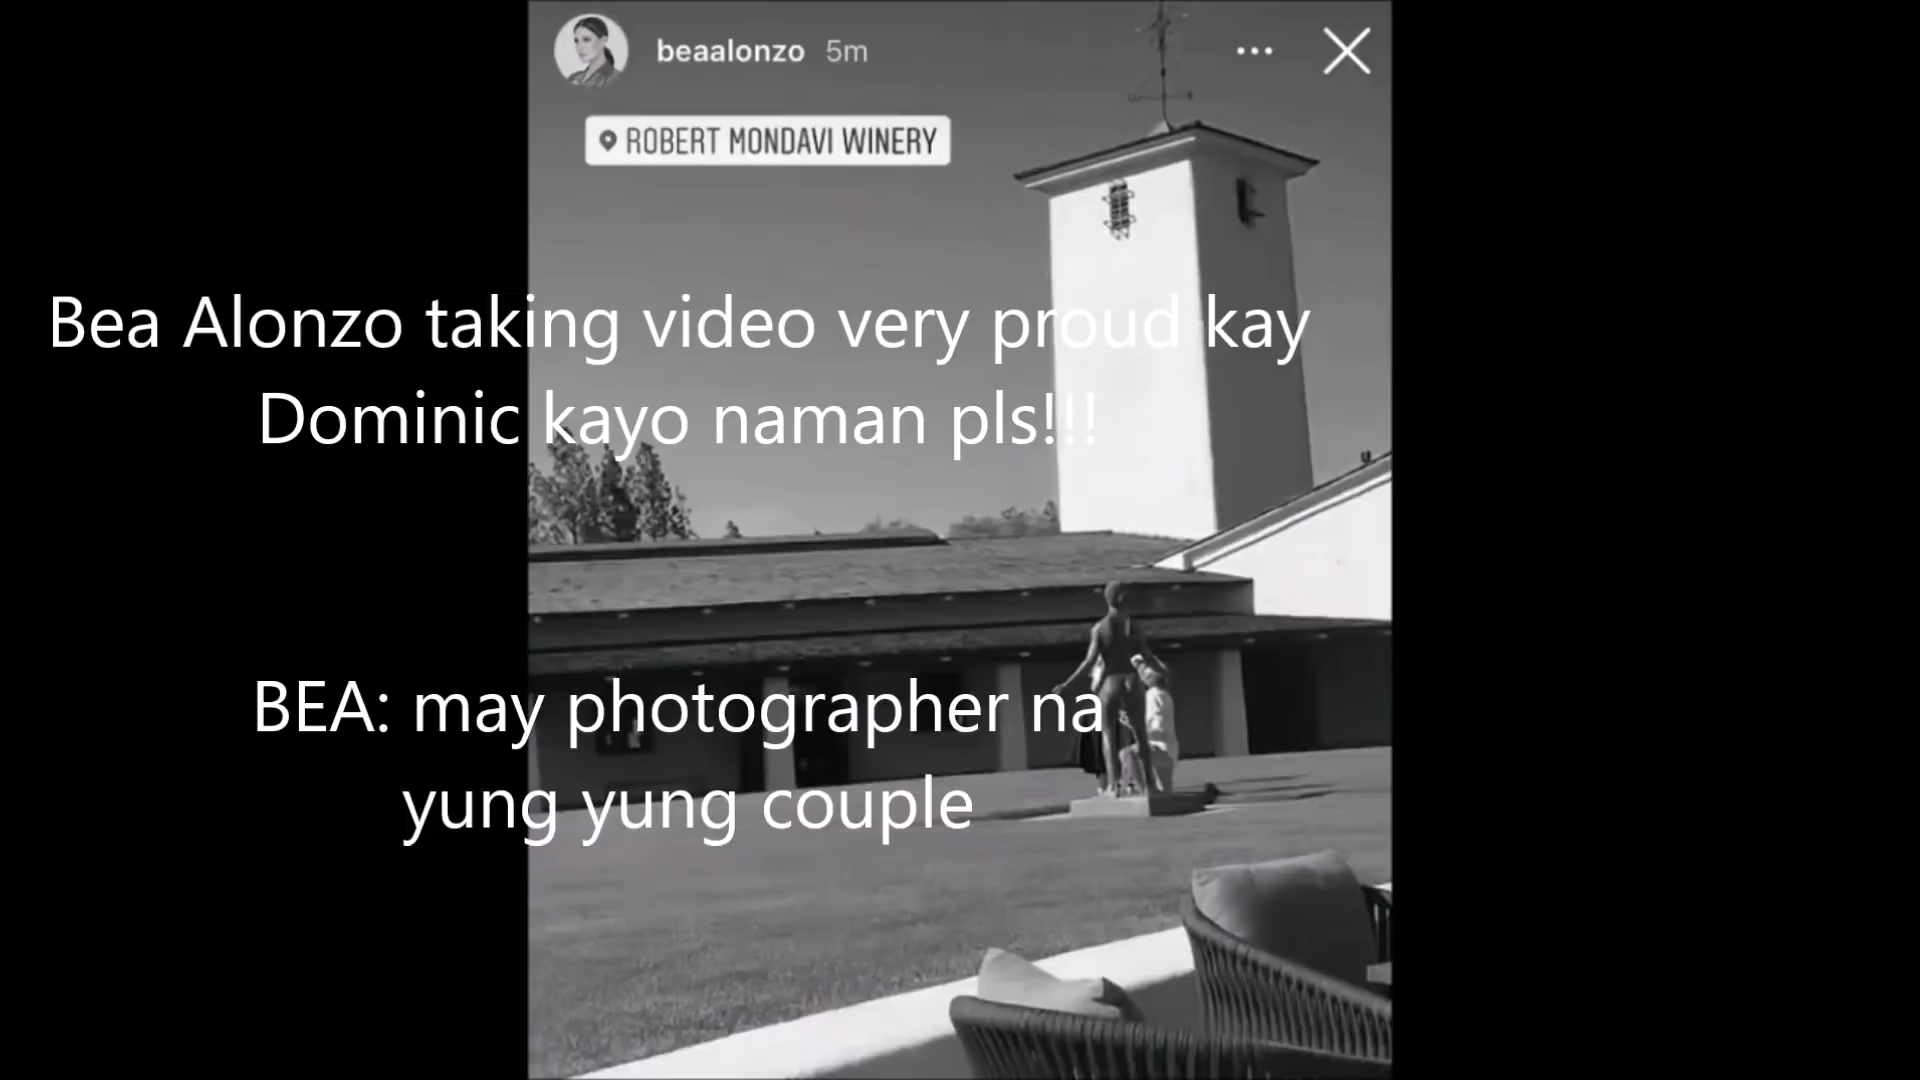 beaalonzo 5m
ROBERT MONDAVI WINERY
Bea Alonzo taking video very proud kay
Dominic kayo naman pls!!!
BEA: may photographer na
yung yung couple